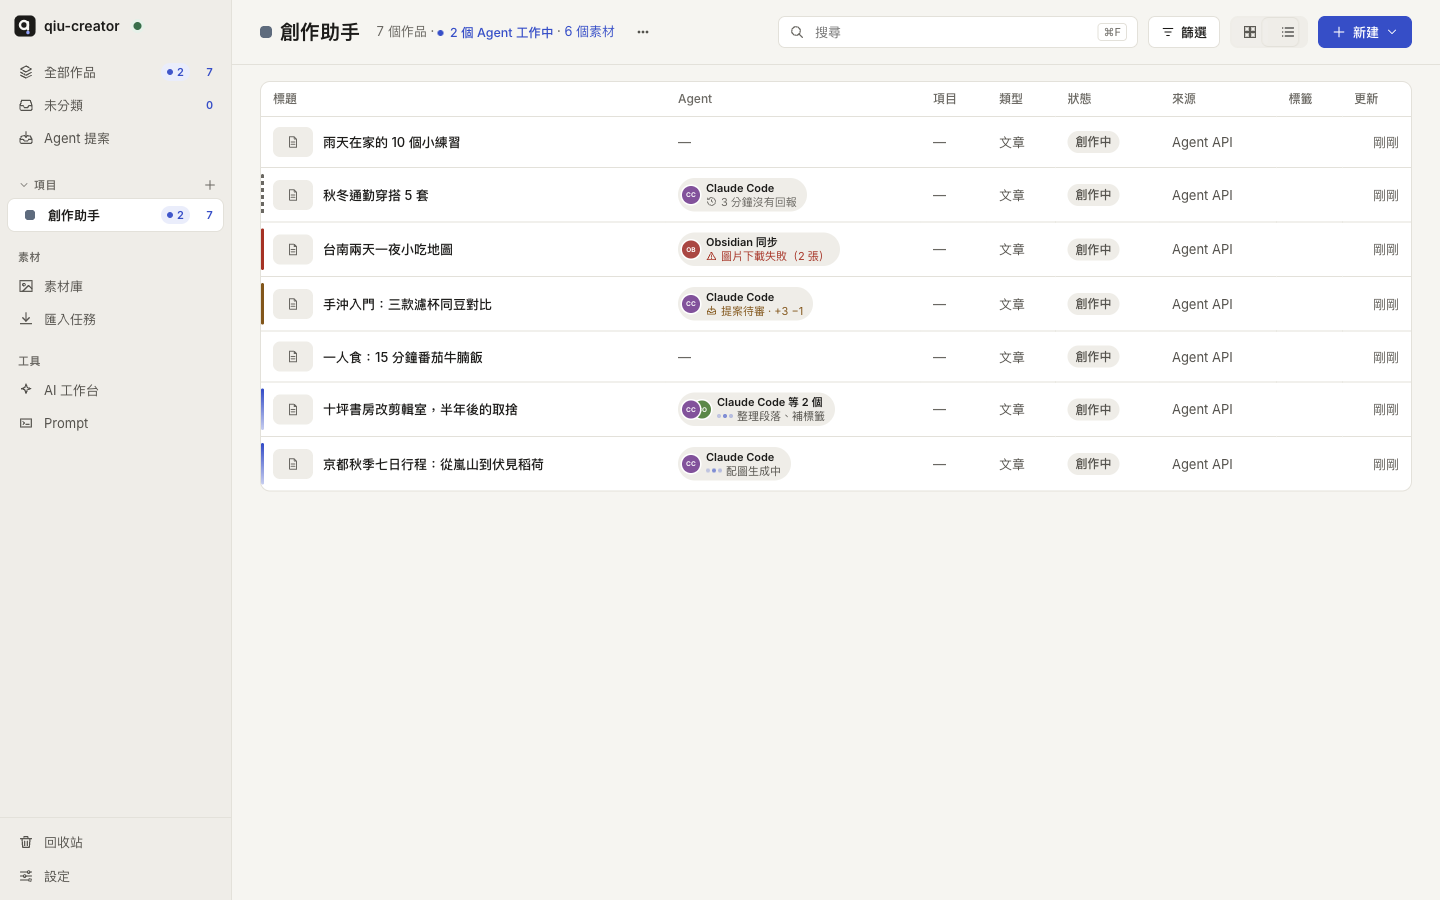 qiu-creator
全部作品 2 7
未分類 0
Agent 提案
項目
創作助手 2 7
素材
素材庫
匯入任務
工具
AI 工作台
Prompt
回收站
設定
創作助手 7 個作品 · 2 個 Agent 工作中 · 6 個素材
搜尋 ⌘F
篩選
新建
標題 Agent 項目 類型 狀態 來源 標籤 更新
雨天在家的 10 個小練習 — — 文章 創作中 Agent API 剛剛
秋冬通勤穿搭 5 套 CC Claude Code — 文章 創作中 Agent API 剛剛
3 分鐘沒有回報
台南兩天一夜小吃地圖 OB Obsidian 同步 — 文章 創作中 Agent API 剛剛
圖片下載失敗（2 張）
手沖入門：三款濾杯同豆對比 CC Claude Code — 文章 創作中 Agent API 剛剛
提案待審 · +3 −1
一人食：15 分鐘番茄牛腩飯 — — 文章 創作中 Agent API 剛剛
十坪書房改剪輯室，半年後的取捨 CC Claude Code 等 2 個 — 文章 創作中 Agent API 剛剛
整理段落、補標籤
京都秋季七日行程：從嵐山到伏見稻荷 CC Claude Code — 文章 創作中 Agent API 剛剛
配圖生成中